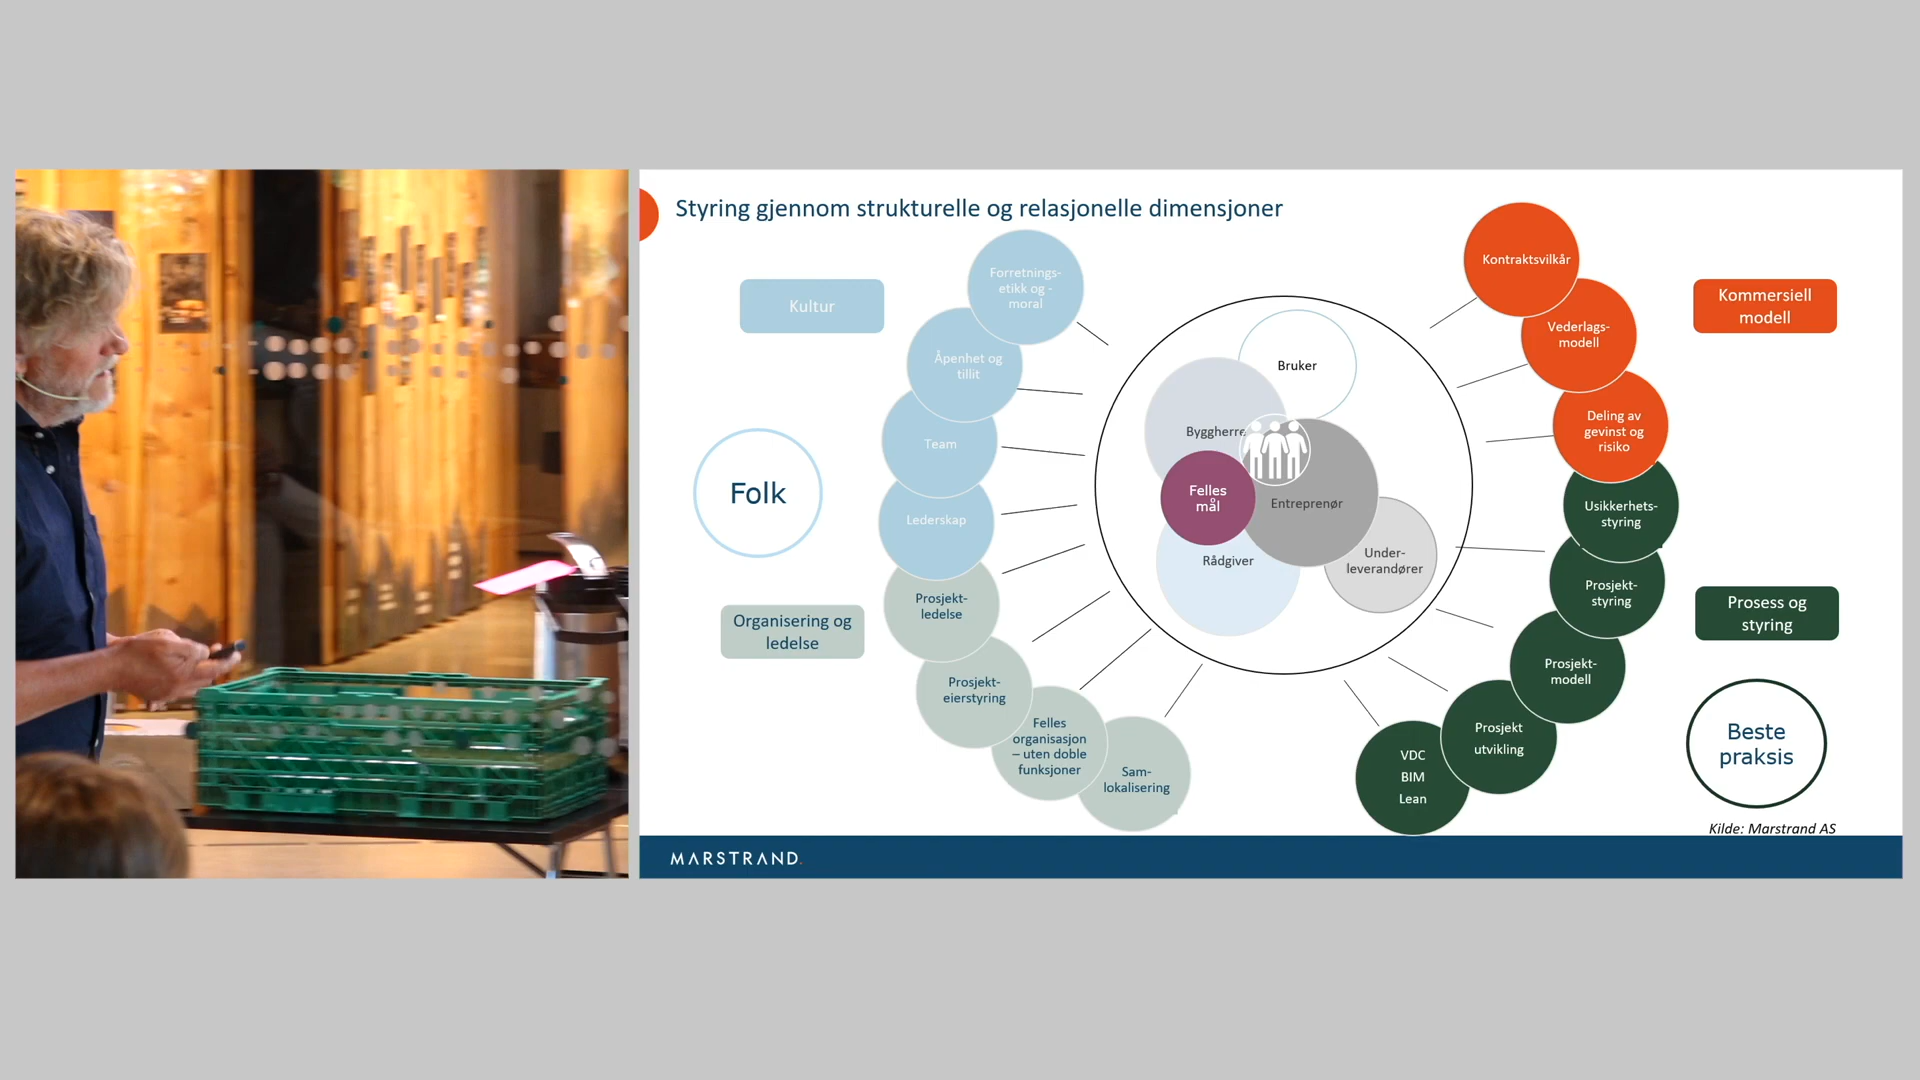 Styring gjennom strukturelle og relasjonelle dimensjoner
Kultur
Folk
Organisering og
ledelse
Forretnings-
etikk og -
moral
Åpenhet og
tillit
Team
Lederskap
Prosjekt-
ledelse
Prosjekt-
eierstyring
Felles
organisasjon
– uten doble
funksjoner
Sam-
lokalisering
Bruker
Byggherre
Felles
mål
Entreprenør
Rådgiver
Under-
leverandører
Kontraktsvilkår
Vederlags-
modell
Deling av
gevinst og
risiko
Usikkerhets-
styring
Prosjekt-
styring
Prosjekt-
modell
Prosjekt
utvikling
VDC
BIM
Lean
Kommersiell
modell
Prosess og
styring
Beste
praksis
Kilde: Marstrand AS
MARSTRAND.